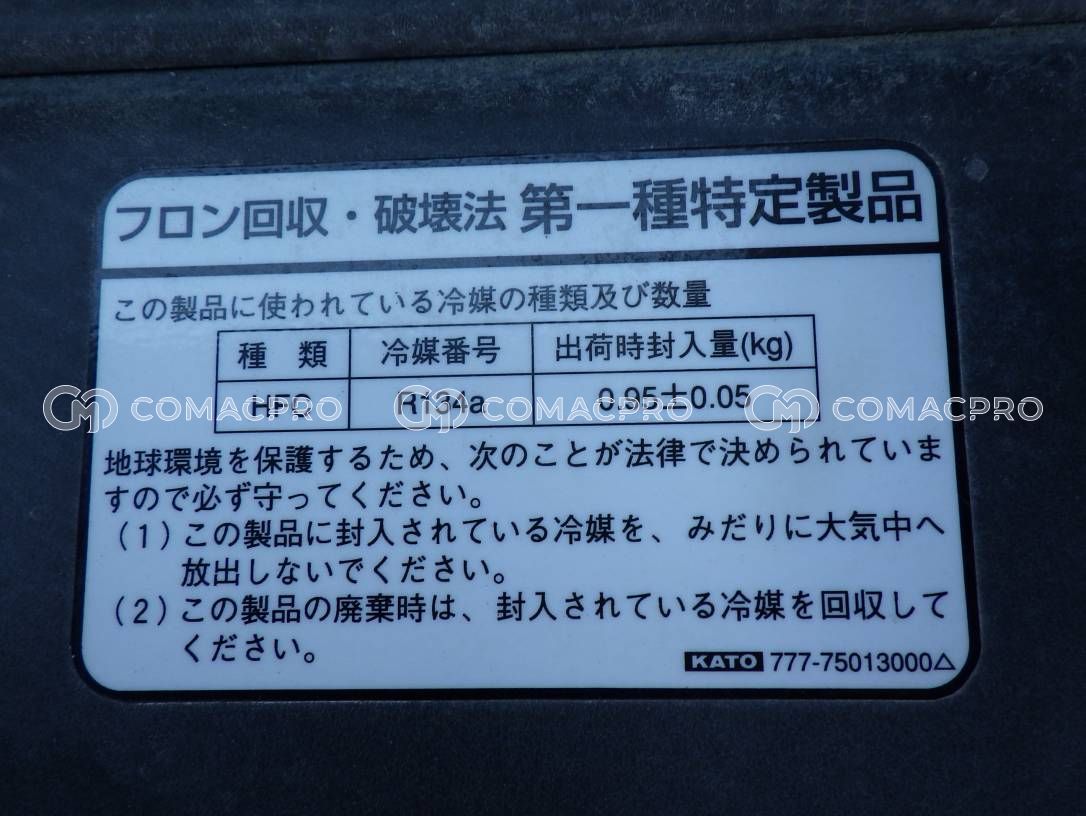 フロン回収・破壊法 第一種特定製品
この製品に使われている冷媒の種類及び数量
種 類 冷媒番号 出荷時封入量(kg)
HFC R134a 0.95±0.05
COMACPRO COMACPRO COMACPRO
地球環境を保護するため、次のことが法律で決められていま
すので必ず守ってください。
(1)この製品に封入されている冷媒を、みだりに大気中へ
放出しないでください。
(2)この製品の廃棄時は、封入されている冷媒を回収して
ください。
KATO 777-75013000△